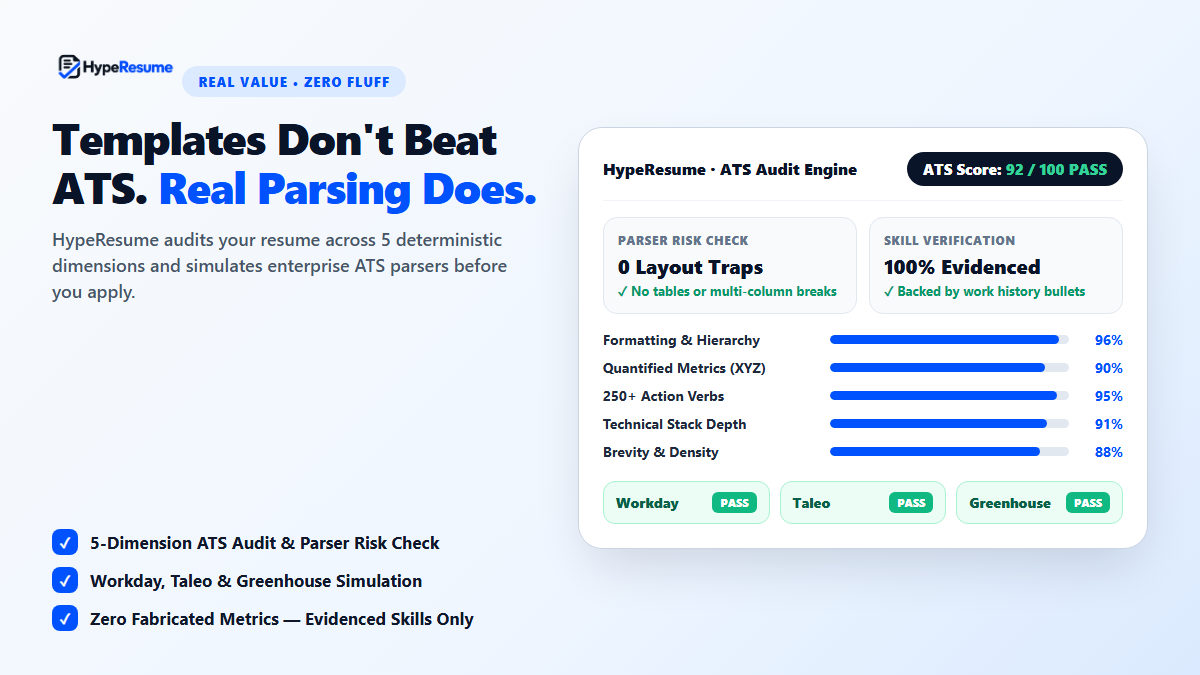 HypeResume
REAL VALUE • ZERO FLUFF
Templates Don't Beat
ATS. Real Parsing Does.
HypeResume audits your resume across 5 deterministic
dimensions and simulates enterprise ATS parsers before
you apply.
5-Dimension ATS Audit & Parser Risk Check
Workday, Taleo & Greenhouse Simulation
Zero Fabricated Metrics — Evidenced Skills Only
HypeResume · ATS Audit Engine
ATS Score: 92 / 100 PASS
PARSER RISK CHECK
0 Layout Traps
✓ No tables or multi-column breaks
SKILL VERIFICATION
100% Evidenced
✓ Backed by work history bullets
Formatting & Hierarchy 96%
Quantified Metrics (XYZ) 90%
250+ Action Verbs 95%
Technical Stack Depth 91%
Brevity & Density 88%
Workday PASS
Taleo PASS
Greenhouse PASS